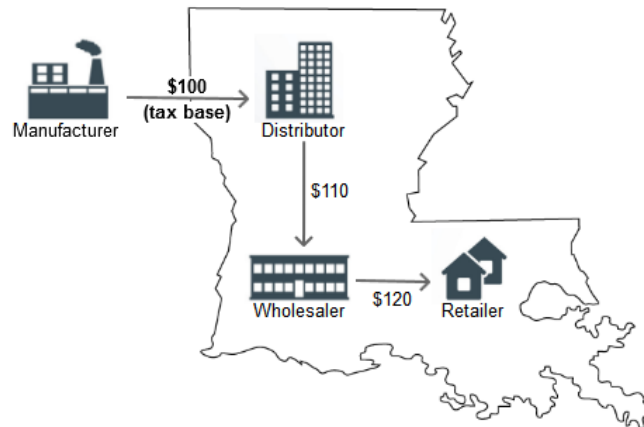 $100
(tax base)
Manufacturer
Distributor
$110
$120
Wholesaler
Retailer